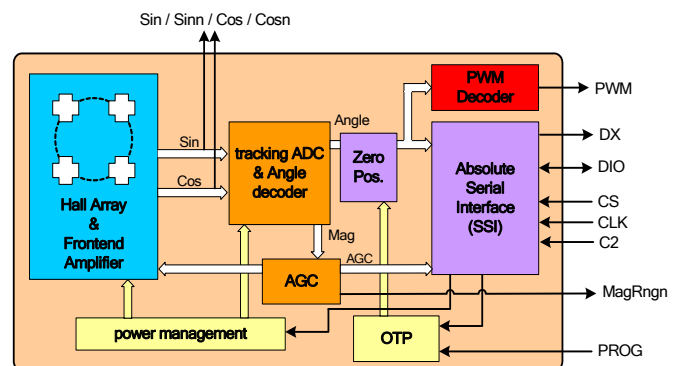 Sin / Sinn / Cos / Cosn
PWM
Decoder
PWM
Angle
Sin
Cos
tracking ADC
& Angle
decoder
Zero
Pos.
Absolute
Serial
Interface
(SSI)
DX
DIO
CS
CLK
C2
Hall Array
&
Frontend
Amplifier
Mag
AGC
AGC
MagRngn
power management
OTP
PROG